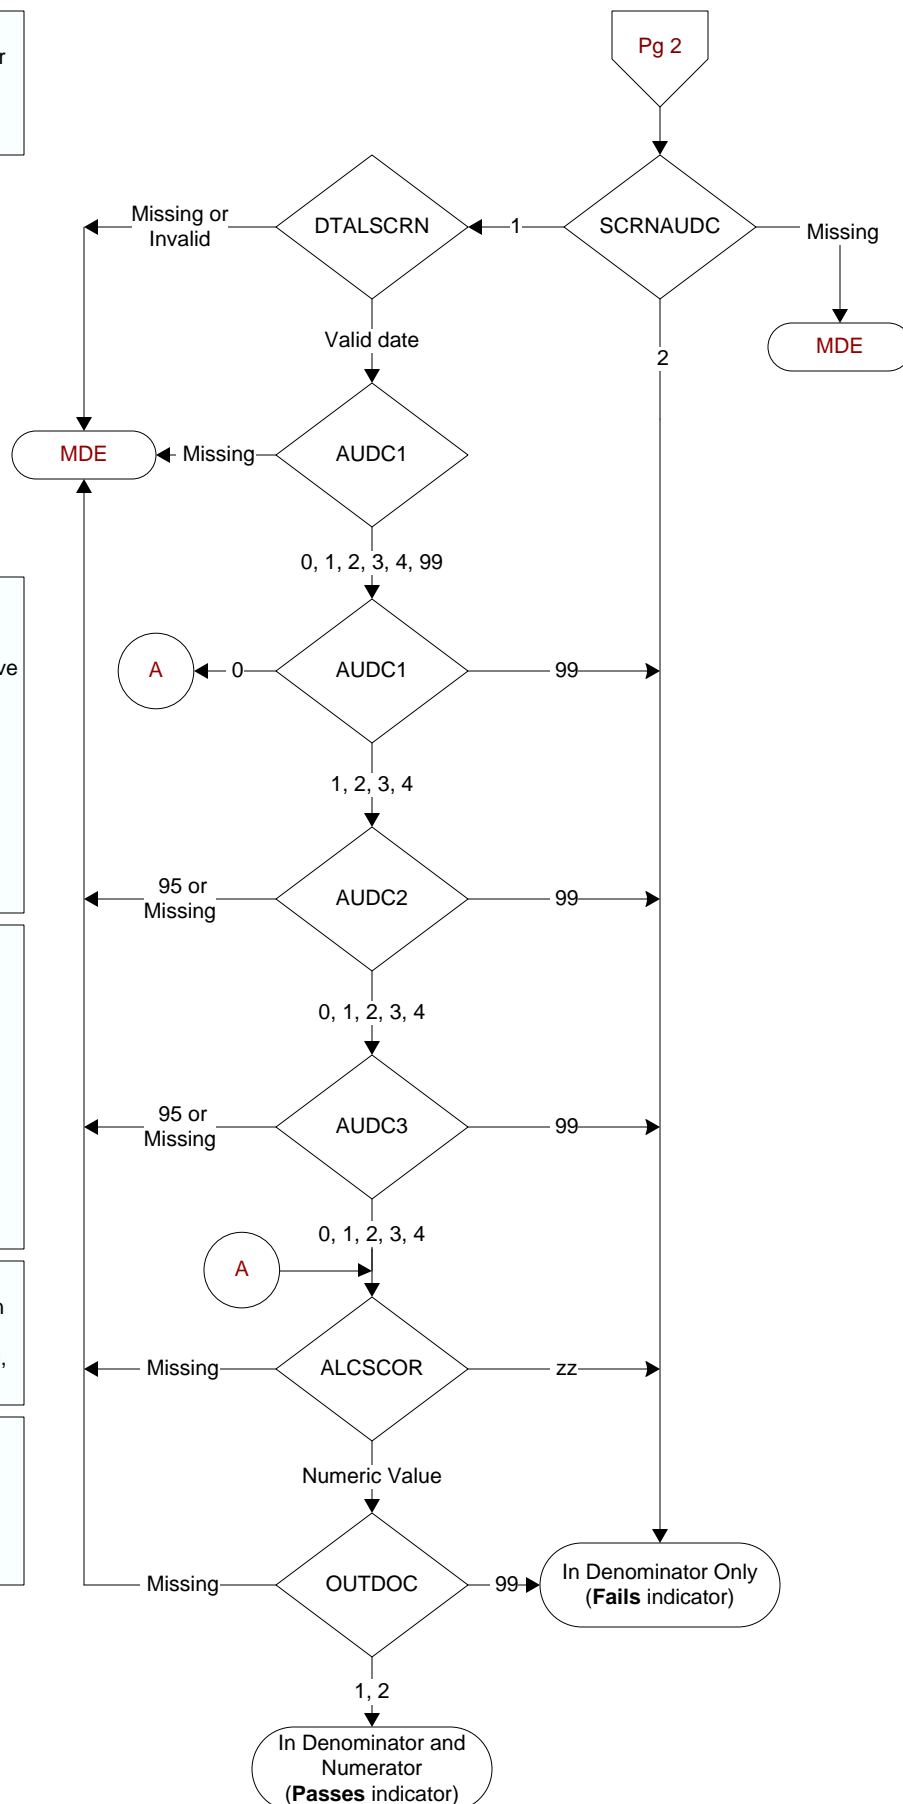 r
Pg 2
Missing or
Invalid
DTALSCRN
1
SCRNAUDC
Missing
Valid date
2
MDE
MDE
Missing
AUDC1
0, 1, 2, 3, 4, 99
ve
A
0
AUDC1
99
1, 2, 3, 4
95 or
Missing
AUDC2
99
0, 1, 2, 3, 4
95 or
Missing
AUDC3
99
0, 1, 2, 3, 4
A
n
,
Missing
ALCSCOR
zz
Numeric Value
Missing
OUTDOC
99
In Denominator Only
(Fails indicator)
1, 2
In Denominator and
Numerator
(Passes indicator)